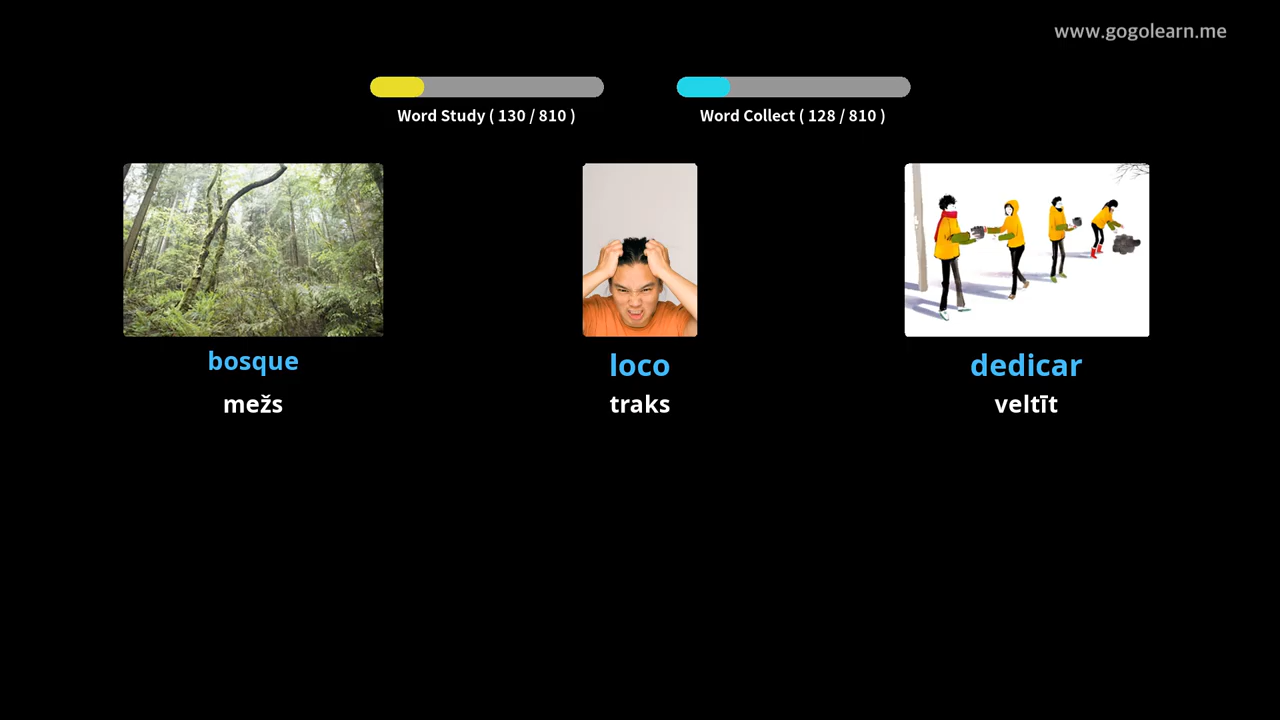 www.gogolearn.me
Word Study ( 130 / 810 )
Word Collect ( 128 / 810 )
bosque
loco
dedicar
mežs
traks
veltīt